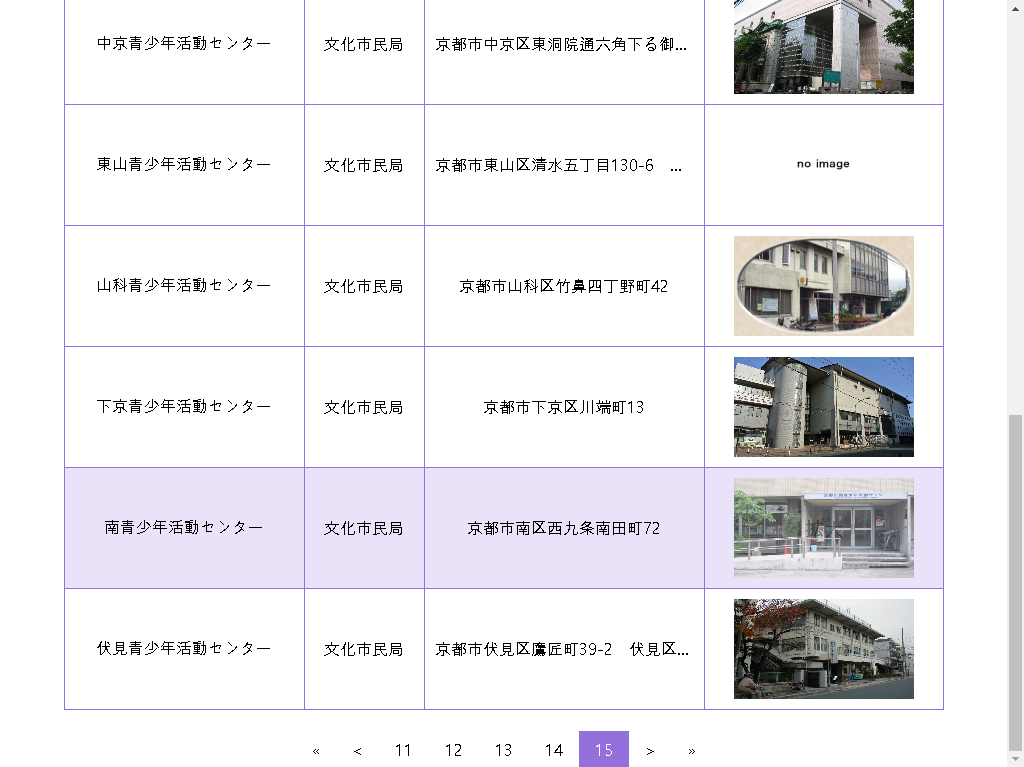 中京青少年活動センター 文化市民局 京都市中京区東洞院通六角下る御...
東山青少年活動センター 文化市民局 京都市東山区清水五丁目130-6　... no image
山科青少年活動センター 文化市民局 京都市山科区竹鼻四丁野町42
下京青少年活動センター 文化市民局 京都市下京区川端町13
南青少年活動センター 文化市民局 京都市南区西九条南田町72
伏見青少年活動センター 文化市民局 京都市伏見区鷹匠町39-2　伏見区...
« < 11 12 13 14 15 > »